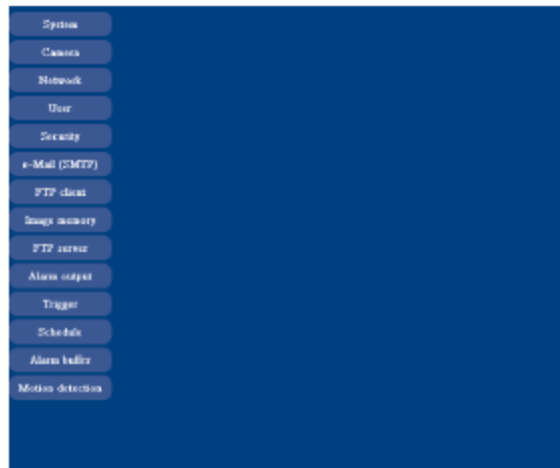 System
Camera
Network
User
Security
e-Mail (SMTP)
FTP client
Image memory
FTP server
Alarm output
Trigger
Schedule
Alarm buffer
Motion detection